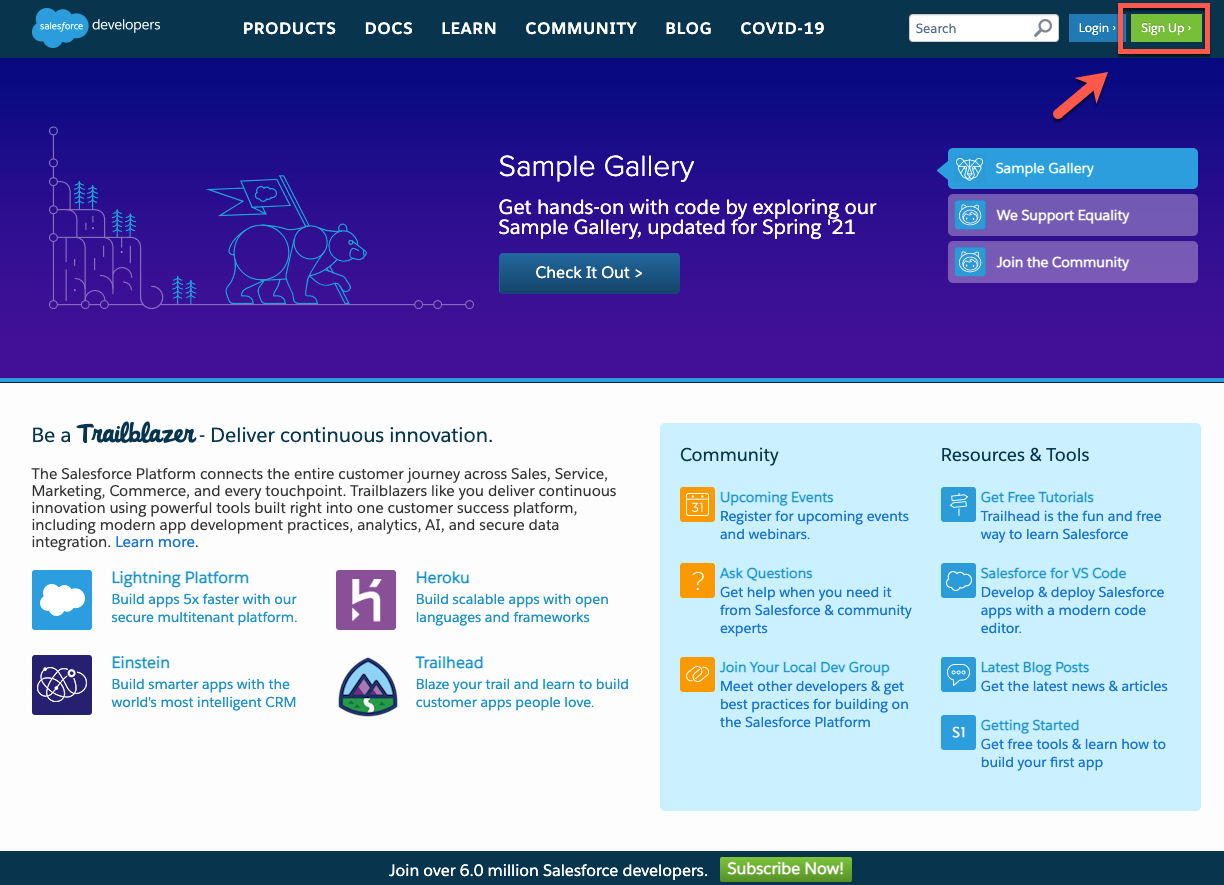 salesforce developers
PRODUCTS DOCS LEARN COMMUNITY BLOG COVID-19
Search
Login ›
Sign Up ›
Sample Gallery
Get hands-on with code by exploring our
Sample Gallery, updated for Spring '21
Check It Out >
Sample Gallery
We Support Equality
Join the Community
Be a Trailblazer - Deliver continuous innovation.
The Salesforce Platform connects the entire customer journey across Sales, Service,
Marketing, Commerce, and every touchpoint. Trailblazers like you deliver continuous
innovation using powerful tools built right into one customer success platform,
including modern app development practices, analytics, AI, and secure data
integration. Learn more.
Lightning Platform
Build apps 5x faster with our
secure multitenant platform.
Heroku
Build scalable apps with open
languages and frameworks
Einstein
Build smarter apps with the
world's most intelligent CRM
Trailhead
Blaze your trail and learn to build
customer apps people love.
Community
31
Upcoming Events
Register for upcoming events
and webinars.
?
Ask Questions
Get help when you need it
from Salesforce & community
experts
Join Your Local Dev Group
Meet other developers & get
best practices for building on
the Salesforce Platform
Resources & Tools
Get Free Tutorials
Trailhead is the fun and free
way to learn Salesforce
Salesforce for VS Code
Develop & deploy Salesforce
apps with a modern code
editor.
Latest Blog Posts
Get the latest news & articles
S1
Getting Started
Get free tools & learn how to
build your first app
Join over 6.0 million Salesforce developers.
Subscribe Now!